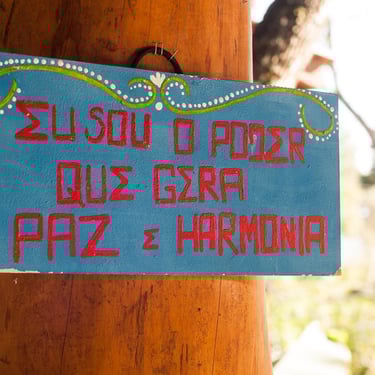 EU SOU O PODER
QUE GERA
PAZ E HARMONIA